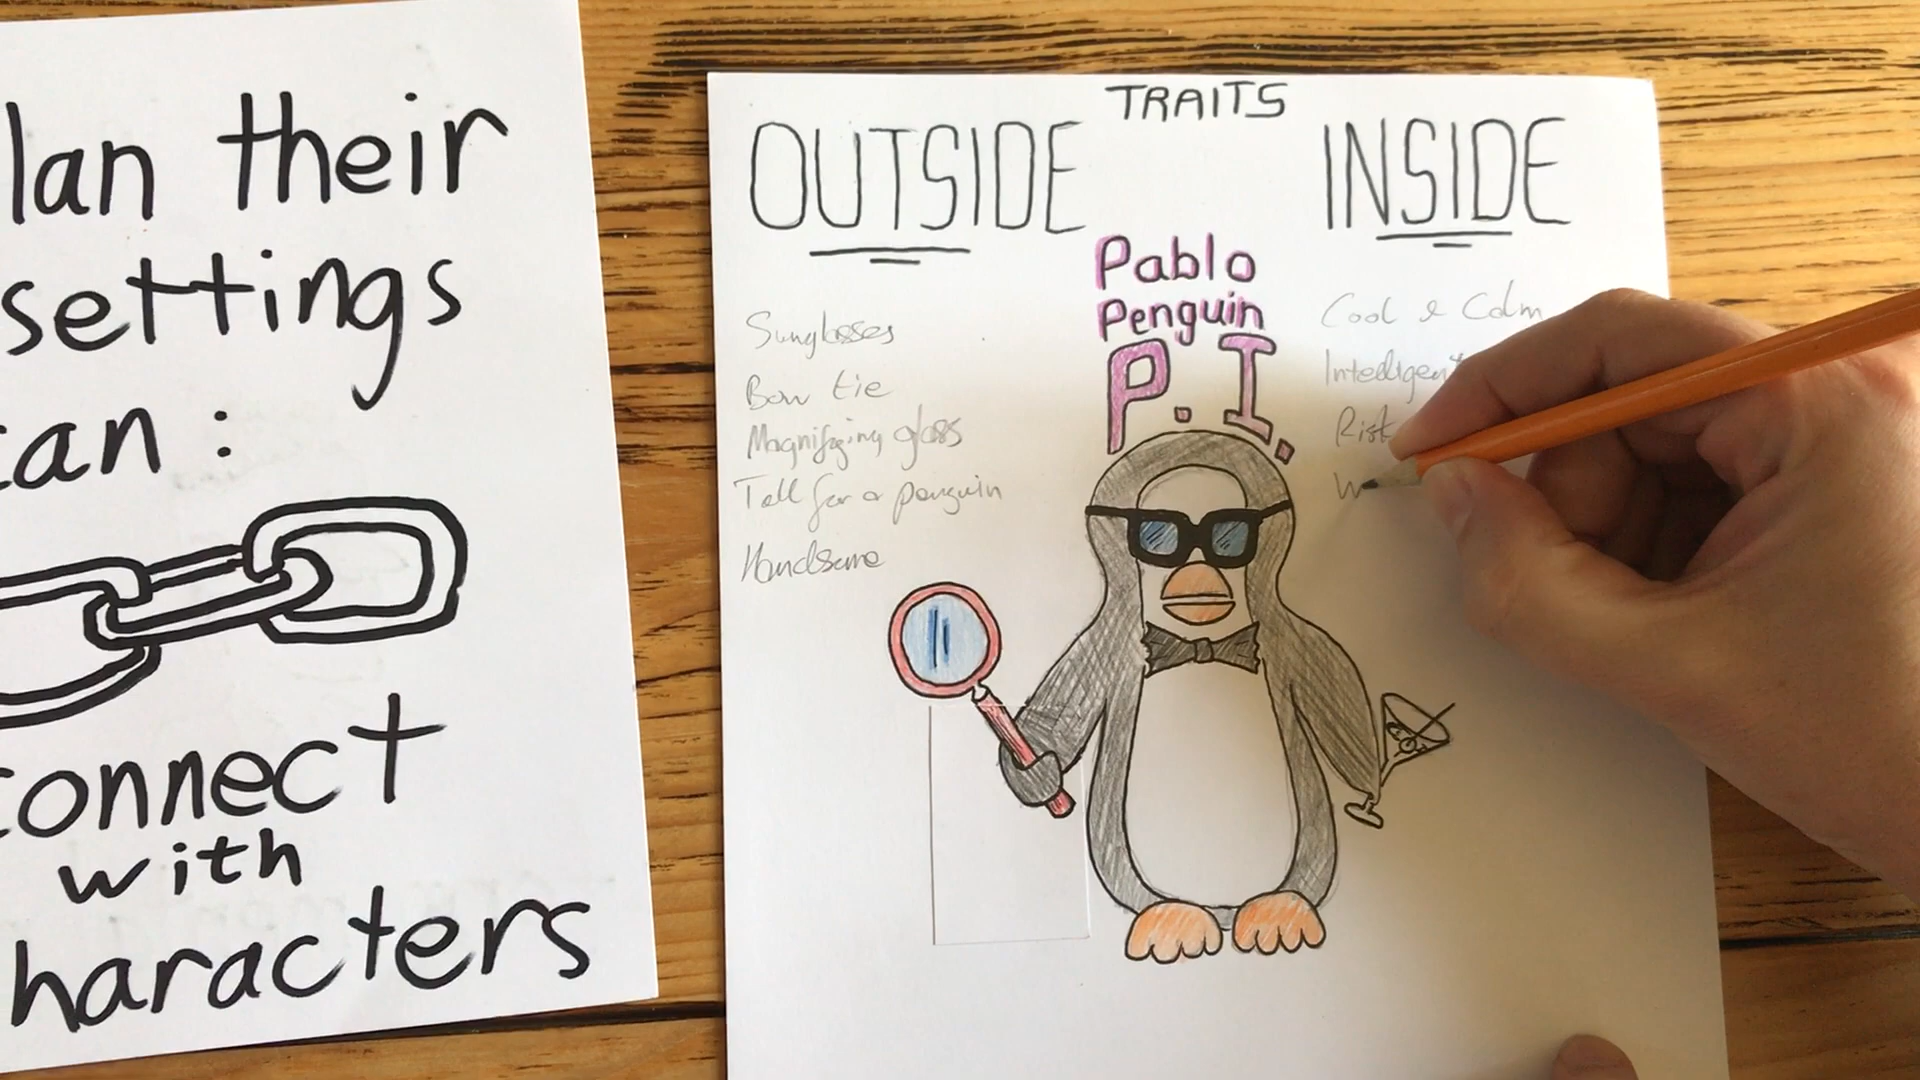 lan their
settings
can:
connect
with
haracters
TRAITS
OUTSIDE
INSIDE
Pablo
Penguin
P.I.
Sunglasses
Bow tie
Magnifying glass
Tall for a penguin
Handsome
Cool & Calm
Intelligent
Risk